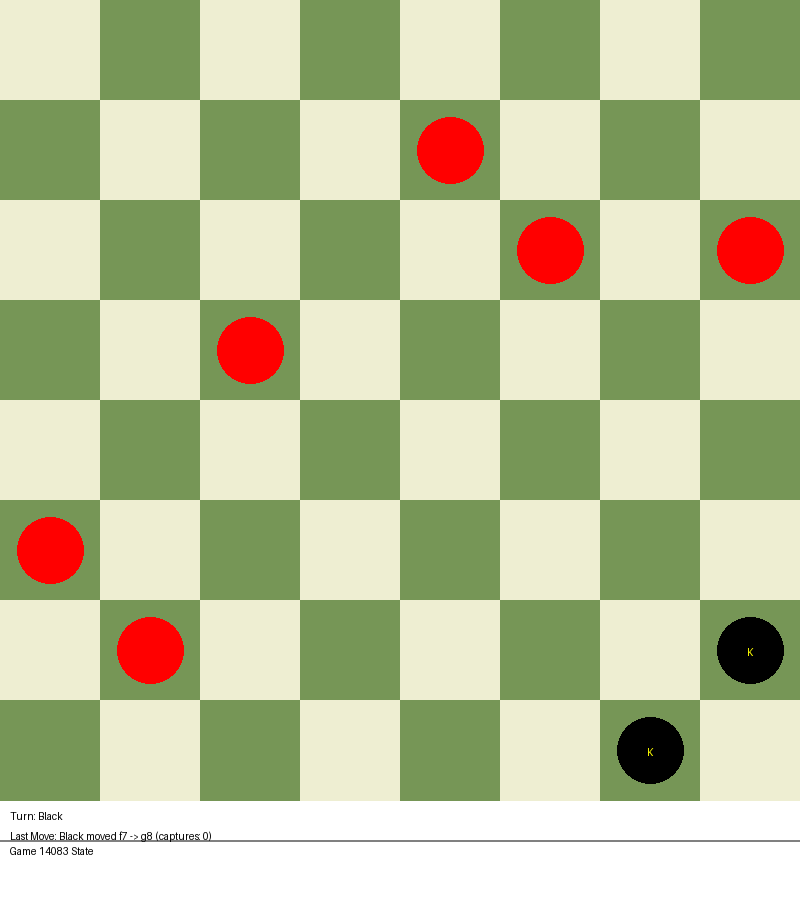 K
K
Turn: Black
Last Move: Black moved f7 -> g8 (captures: 0)
Game 14083 State